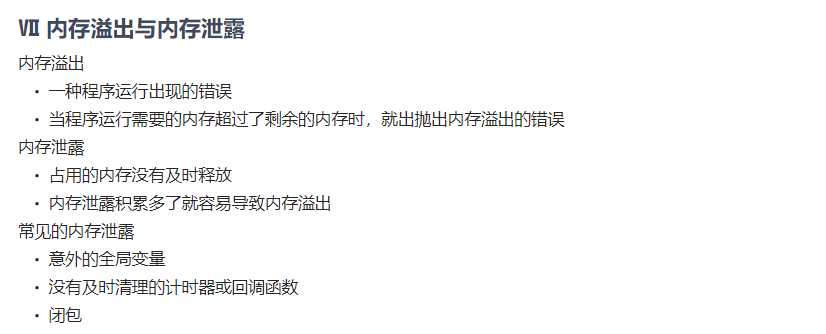 Ⅶ 内存溢出与内存泄露
内存溢出
• 一种程序运行出现的错误
• 当程序运行需要的内存超过了剩余的内存时，就出抛出内存溢出的错误
内存泄露
• 占用的内存没有及时释放
• 内存泄露积累多了就容易导致内存溢出
常见的内存泄露
• 意外的全局变量
• 没有及时清理的计时器或回调函数
• 闭包